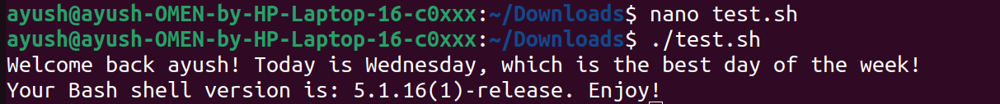 ayush@ayush-OMEN-by-HP-Laptop-16-c0xxx:~/Downloads$ nano test.sh
ayush@ayush-OMEN-by-HP-Laptop-16-c0xxx:~/Downloads$ ./test.sh
Welcome back ayush! Today is Wednesday, which is the best day of the week!
Your Bash shell version is: 5.1.16(1)-release. Enjoy!